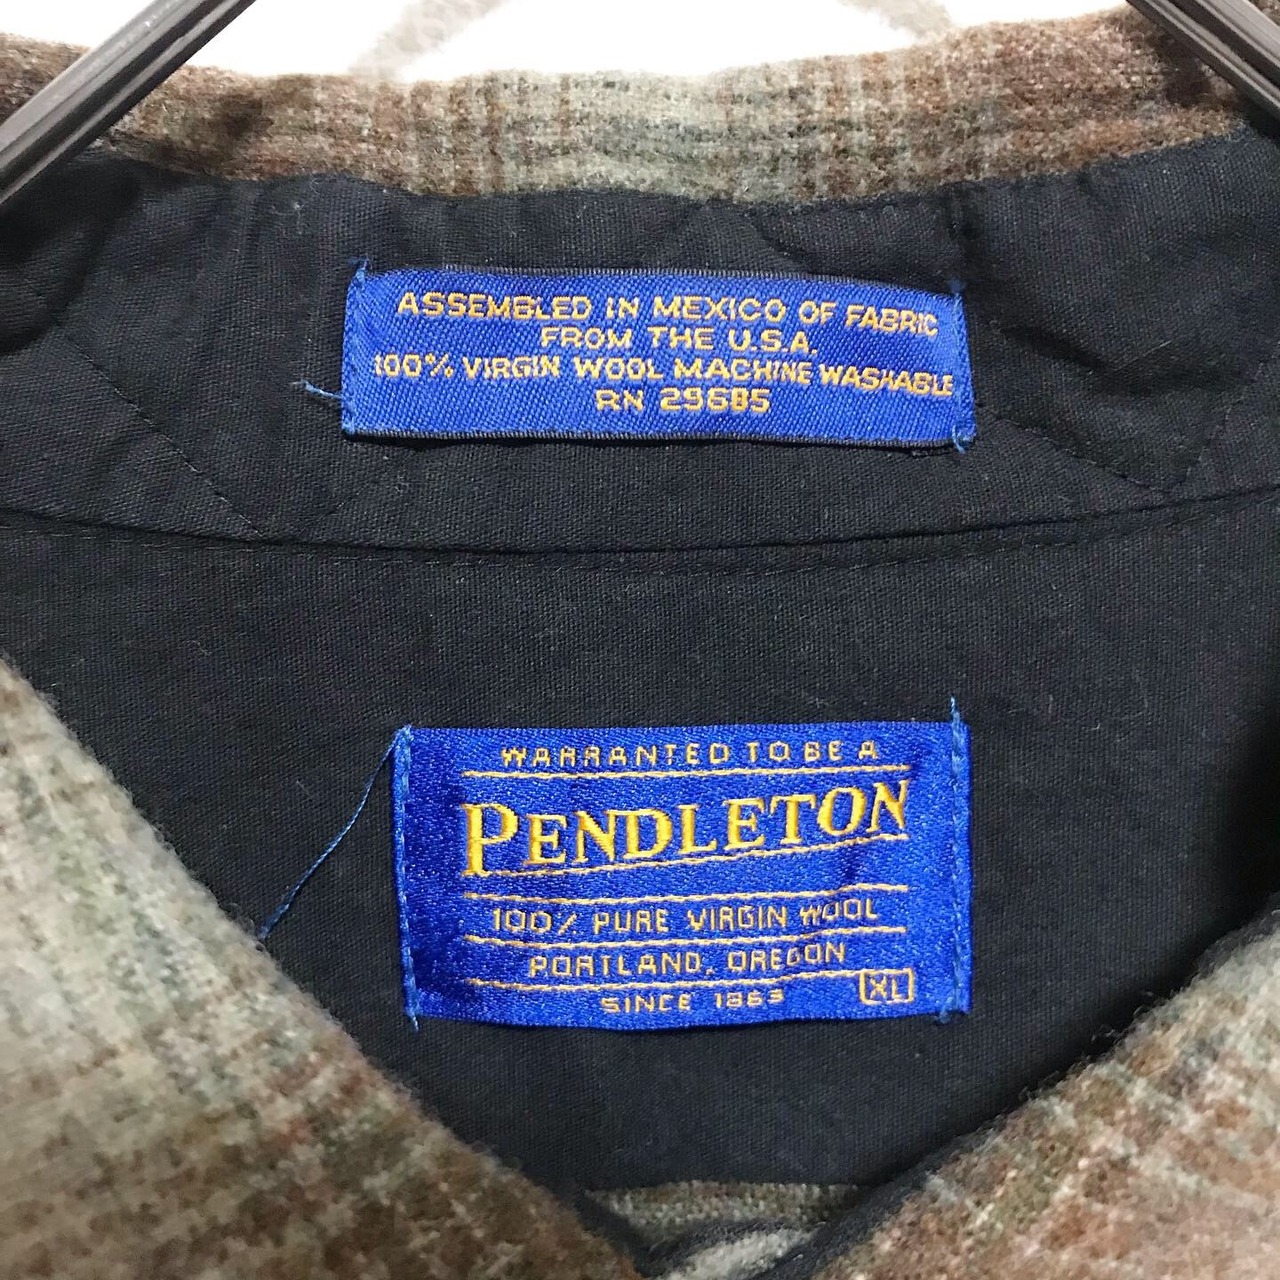 ASSEMBLED IN MEXICO OF FABRIC
FROM THE U.S.A.
100% VIRGIN WOOL MACHINE WASHABLE
RN 29685
WARRANTED TO BE A
PENDLETON
100% PURE VIRGIN WOOL
PORTLAND, OREGON
SINCE 1863
XL